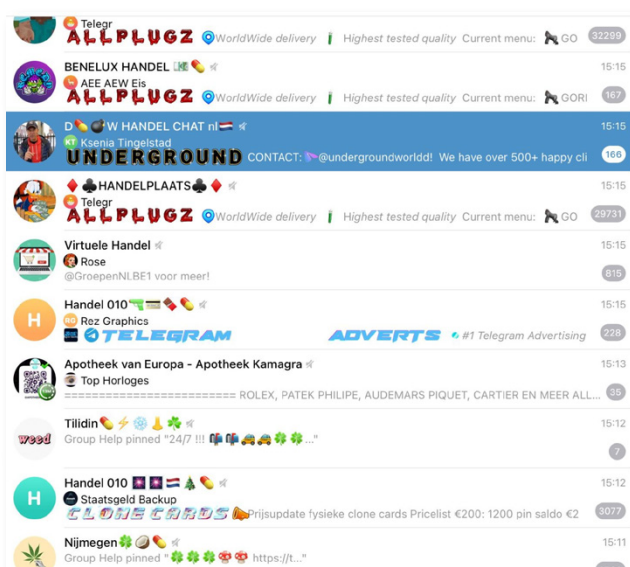 Telegr
ALLPLUGZ WorldWide delivery Highest tested quality Current menu: 🦍 GO 32299
BENELUX HANDEL 15:15
AEE AEW Eis
ALLPLUGZ WorldWide delivery Highest tested quality Current menu: 🦍 GORI 167
D💊💣W HANDEL CHAT nl🇳🇱 15:15
KT Ksenia Tingelstad
UNDERGROUND CONTACT: @undergroundworldd! We have over 500+ happy cli 166
♦️♣️HANDELPLAATS♣️♦️ 15:15
Telegr
ALLPLUGZ WorldWide delivery Highest tested quality Current menu: 🦍 GO 29731
Virtuele Handel 15:15
Rose
@GroepenNLBE1 voor meer! 815
H Handel 010 15:15
RG Rez Graphics
TELEGRAM ADVERTS #1 Telegram Advertising 228
Apotheek van Europa - Apotheek Kamagra 15:13
Top Horloges
======================== ROLEX, PATEK PHILIPE, AUDEMARS PIQUET, CARTIER EN MEER ALL... 35
weed Tilidin 15:12
Group Help pinned "24/7 !!! ..." 7
H Handel 010 15:12
Staatsgeld Backup
CLONE CARDS Prijsupdate fysieke clone cards Pricelist €200: 1200 pin saldo €2 3077
Nijmegen 15:11
Group Help pinned " https://t..."